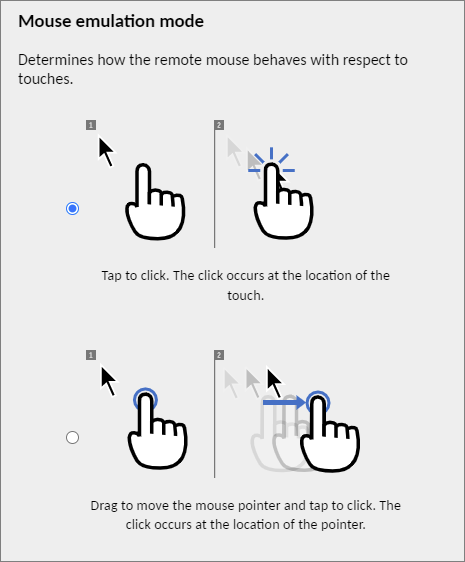 Mouse emulation mode
Determines how the remote mouse behaves with respect to
touches.
1
2
Tap to click. The click occurs at the location of the
touch.
1
2
Drag to move the mouse pointer and tap to click. The
click occurs at the location of the pointer.